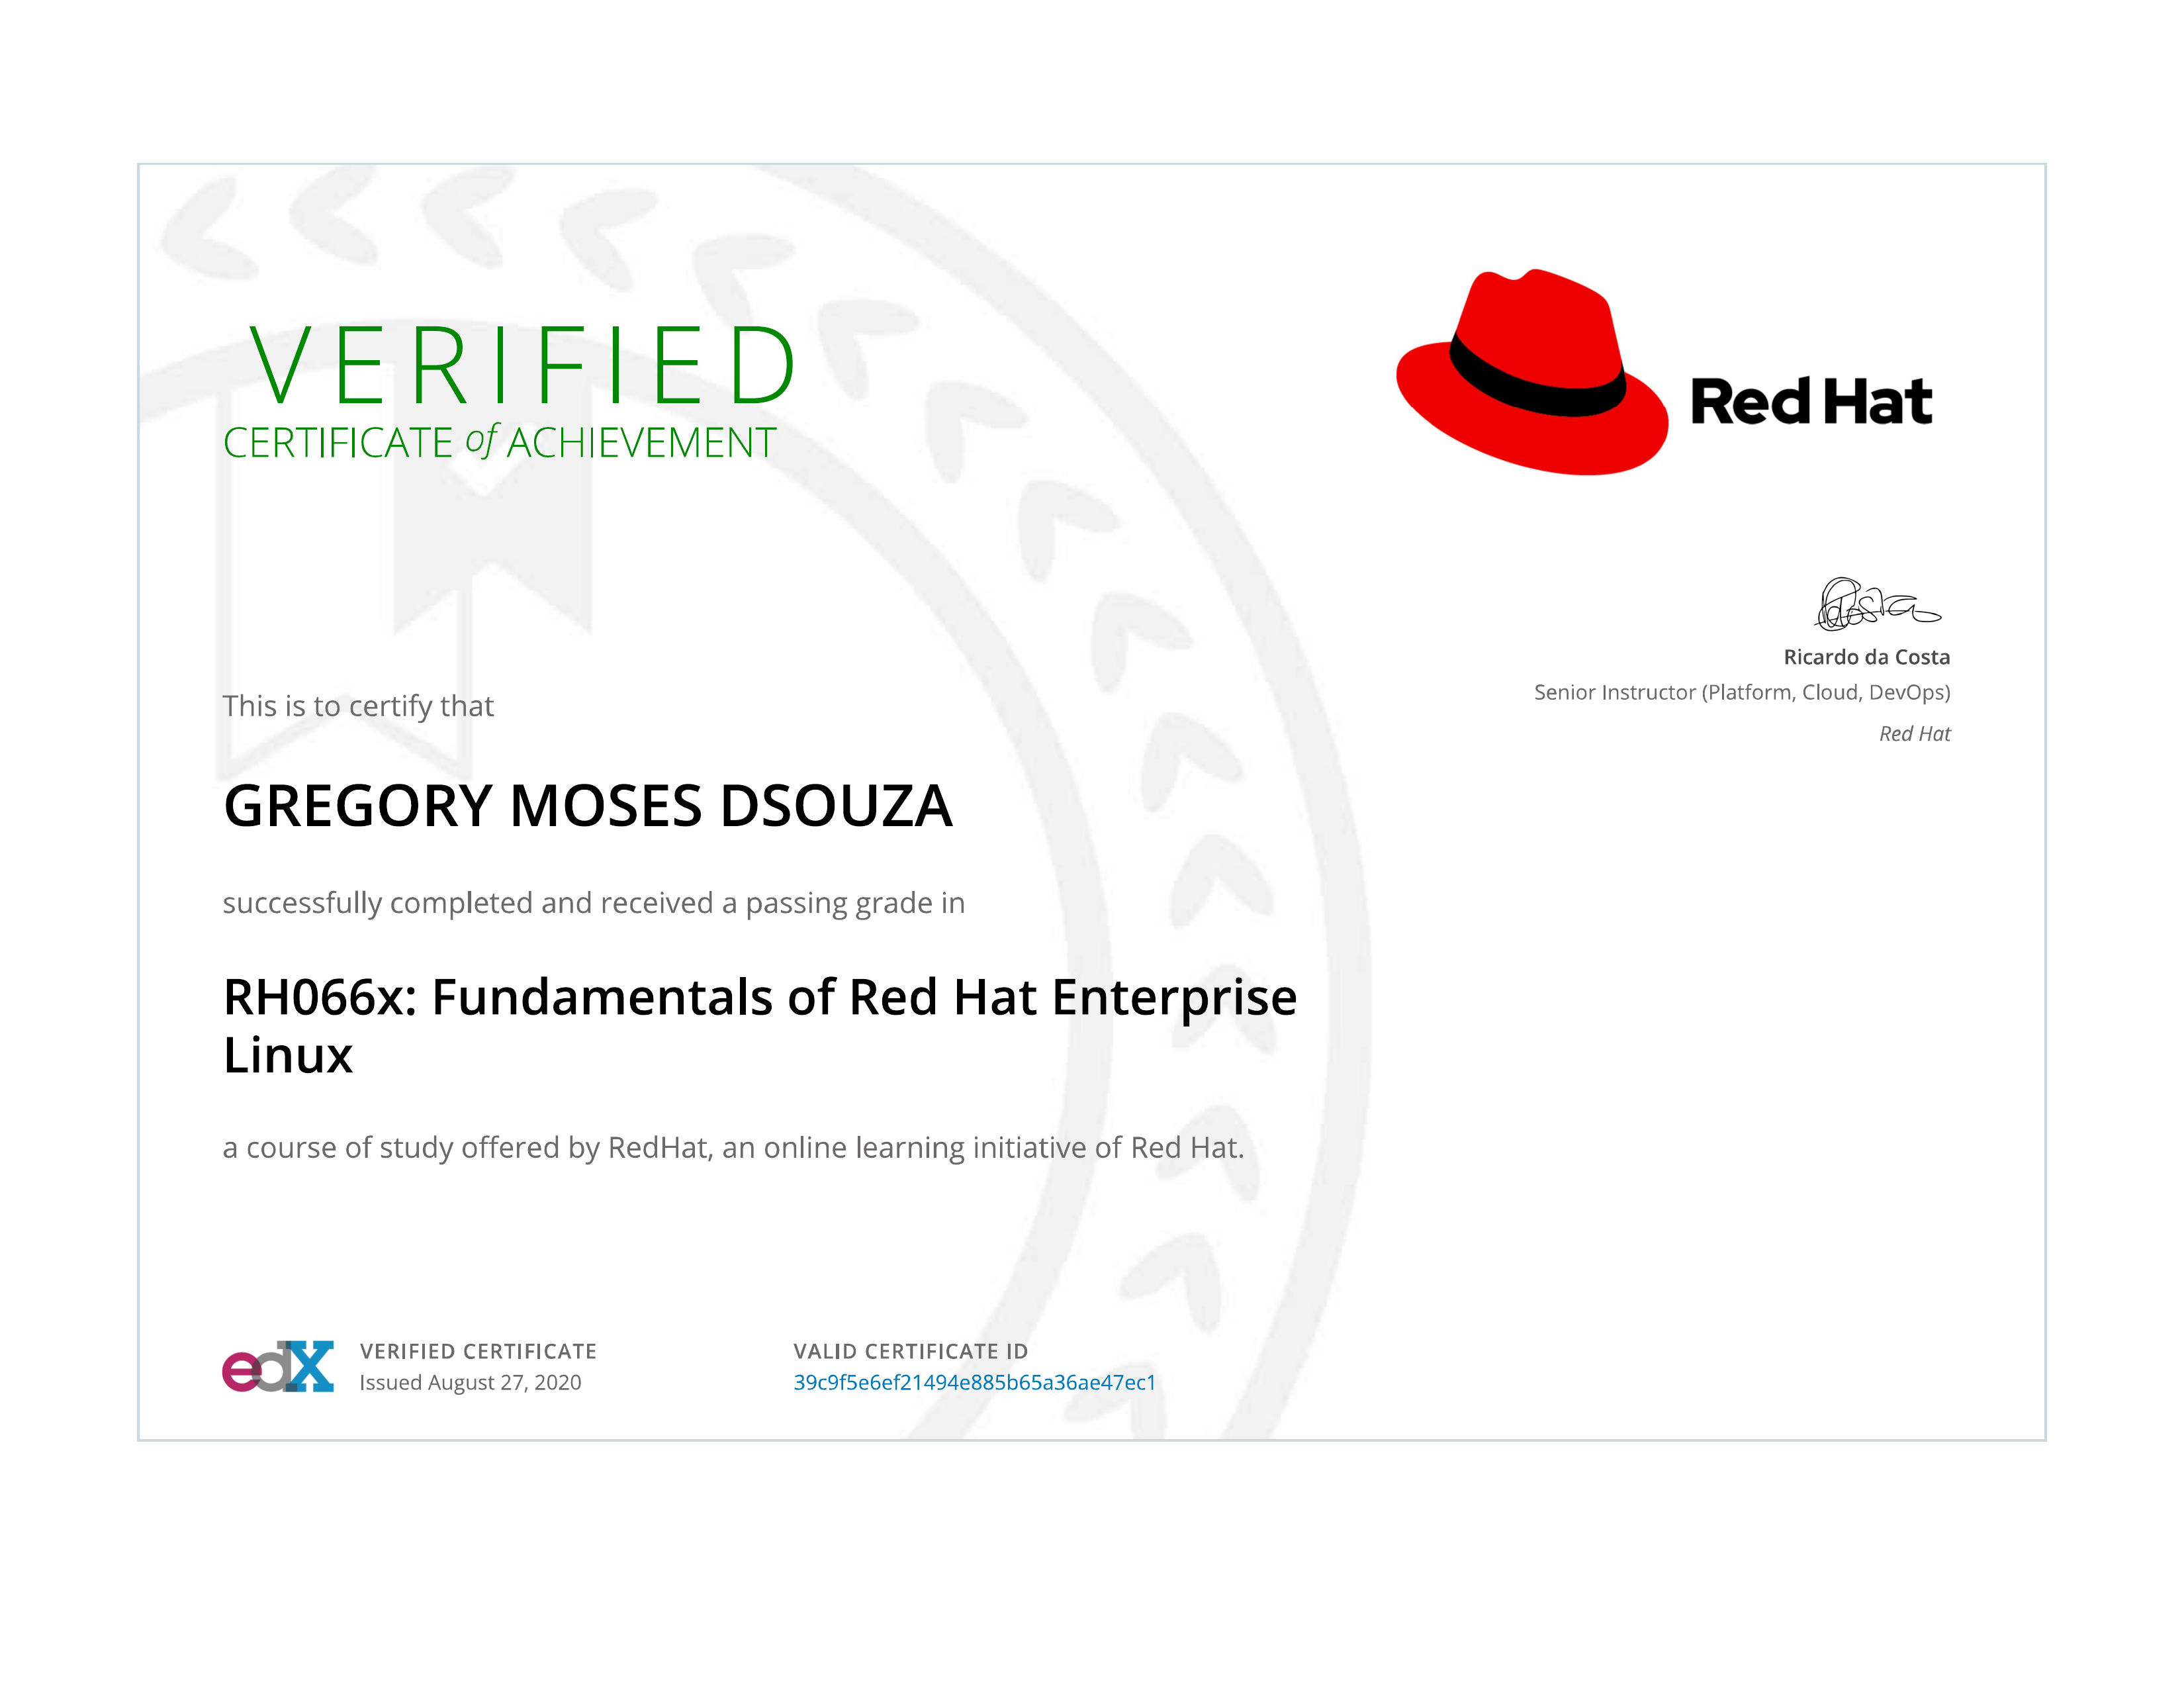 VERIFIED
CERTIFICATE of ACHIEVEMENT
Red Hat
Ricardo da Costa
Senior Instructor (Platform, Cloud, DevOps)
Red Hat
This is to certify that
GREGORY MOSES DSOUZA
successfully completed and received a passing grade in
RH066x: Fundamentals of Red Hat Enterprise
Linux
a course of study offered by RedHat, an online learning initiative of Red Hat.
edX
VERIFIED CERTIFICATE
Issued August 27, 2020
VALID CERTIFICATE ID
39c9f5e6ef21494e885b65a36ae47ec1